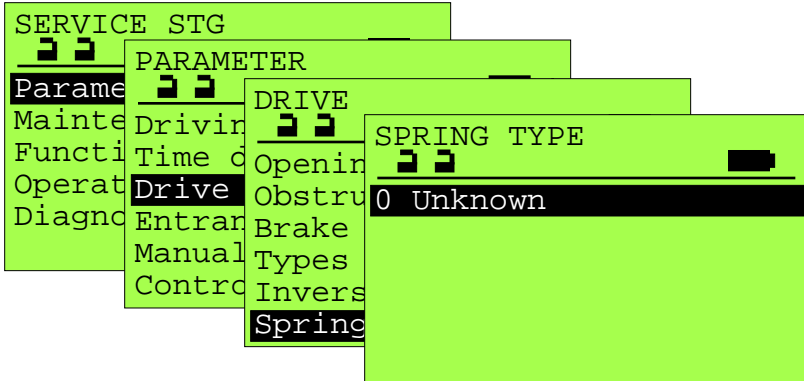 SERVICE STG
Parame
Mainte
Functi
Operat
Diagno
PARAMETER
Drivin
Time d
Drive
Entran
Manual
Contro
DRIVE
Openin
Obstru
Brake
Types
Invers
Spring
SPRING TYPE
0 Unknown